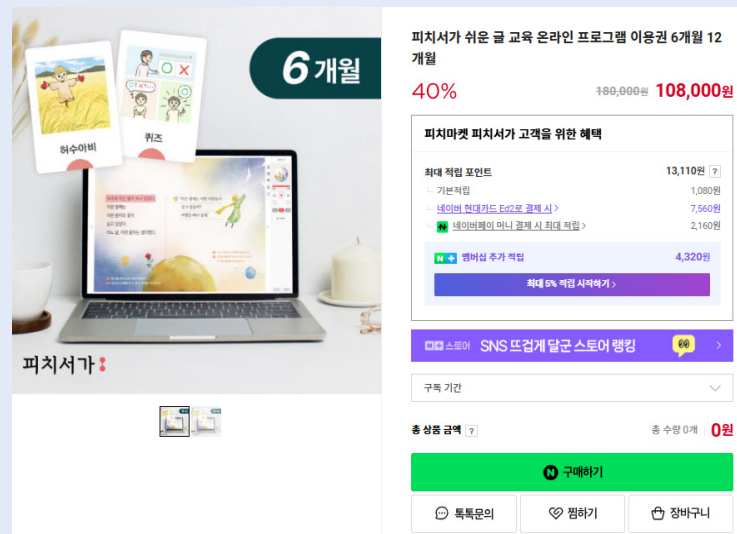 6개월
허수아비
퀴즈
피치서가
피치서가 쉬운 글 교육 온라인 프로그램 이용권 6개월 12
개월
40%
180,000원 108,000원
피치마켓 피치서가 고객을 위한 혜택
최대 적립 포인트 13,110원 ?
기본적립 1,080원
네이버 현대카드 Ed2로 결제 시 > 7,560원
N 네이버페이 머니 결제 시 최대 적립 > 2,160원
N + 멤버십 추가 적립 4,320원
최대 5% 적립 시작하기 >
N+ 스토어 SNS 뜨겁게 달군 스토어 랭킹 >
구독 기간
총 상품 금액 ? 총 수량 0개 0원
N 구매하기
톡톡문의 찜하기 장바구니